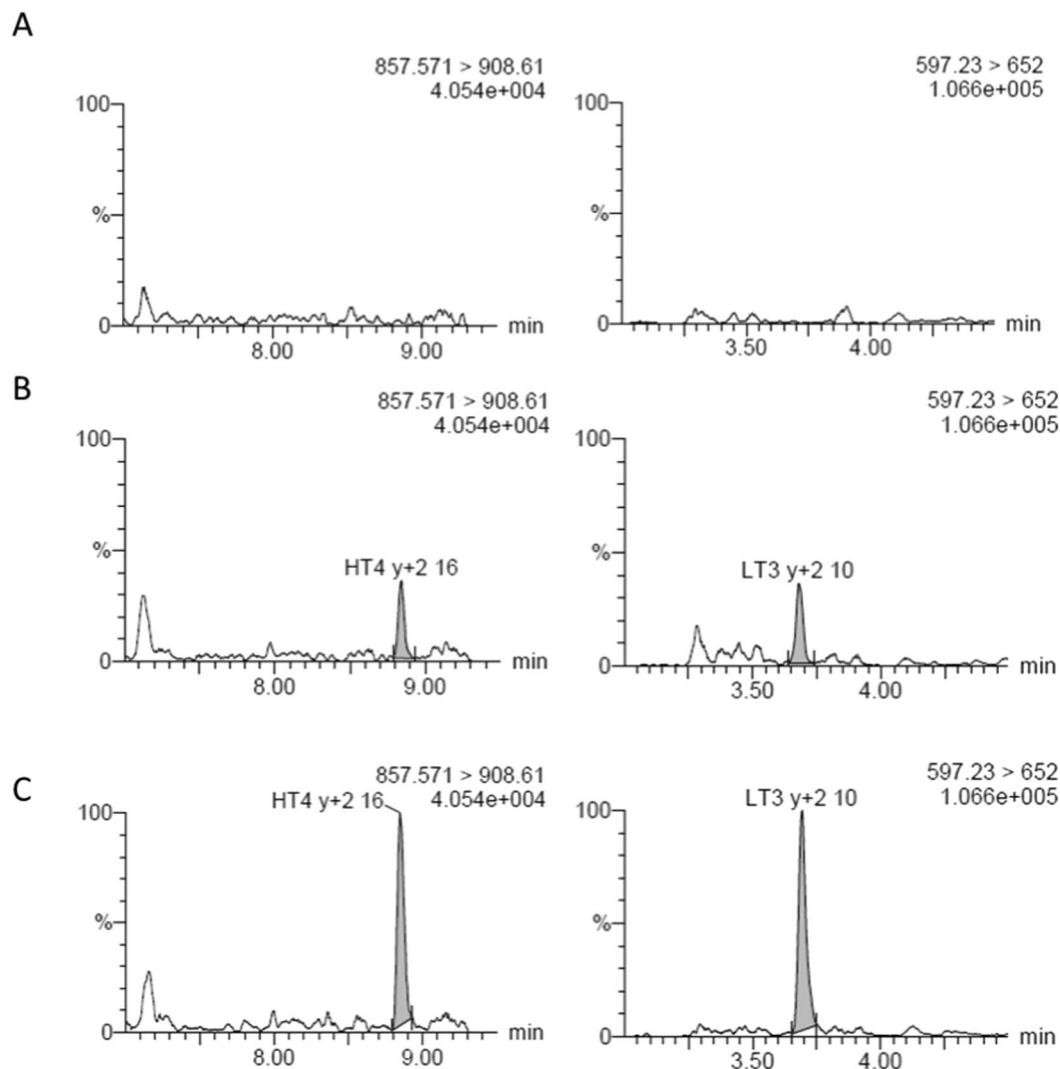 A
857.571 > 908.61
4.054e+004
100
%
0
8.00
9.00
min
597.23 > 652
1.066e+005
100
%
0
3.50
4.00
min
B
857.571 > 908.61
4.054e+004
100
%
HT4 y+2 16
0
8.00
9.00
min
597.23 > 652
1.066e+005
100
%
LT3 y+2 10
0
3.50
4.00
min
C
857.571 > 908.61
HT4 y+2 16
4.054e+004
100
%
0
8.00
9.00
min
597.23 > 652
LT3 y+2 10
1.066e+005
100
%
0
3.50
4.00
min